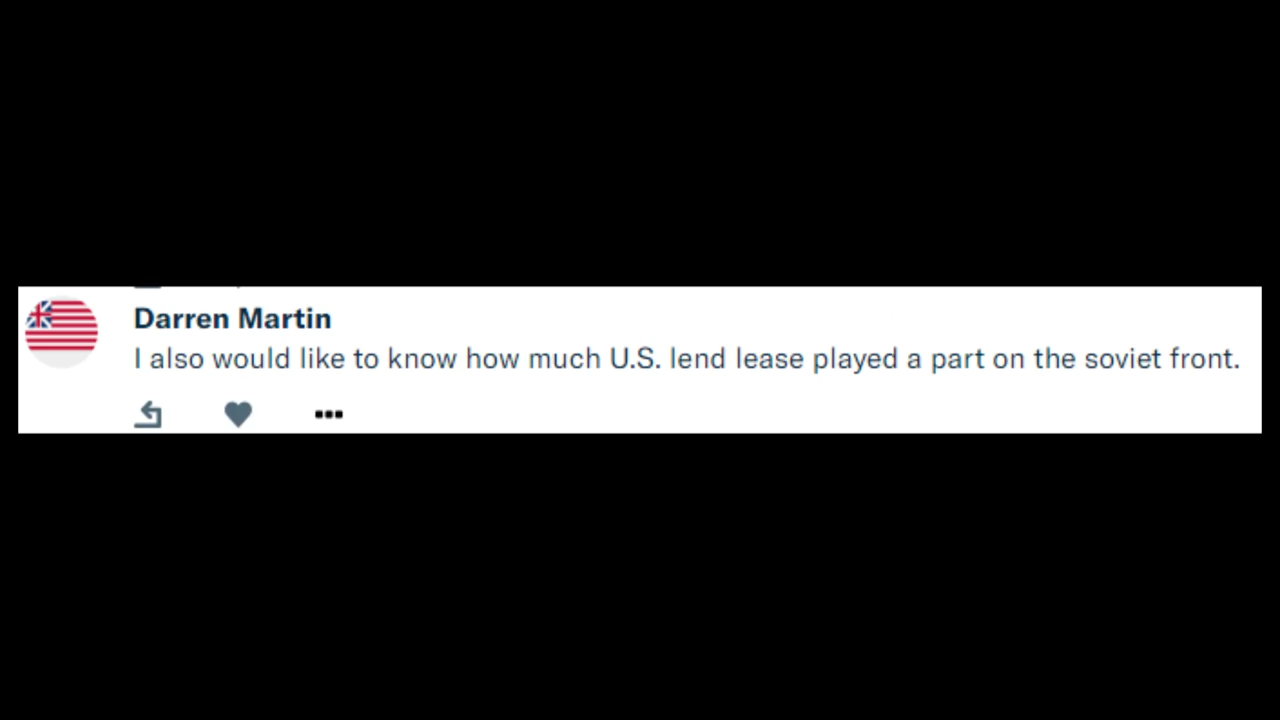 Darren Martin
I also would like to know how much U.S. lend lease played a part on the soviet front.